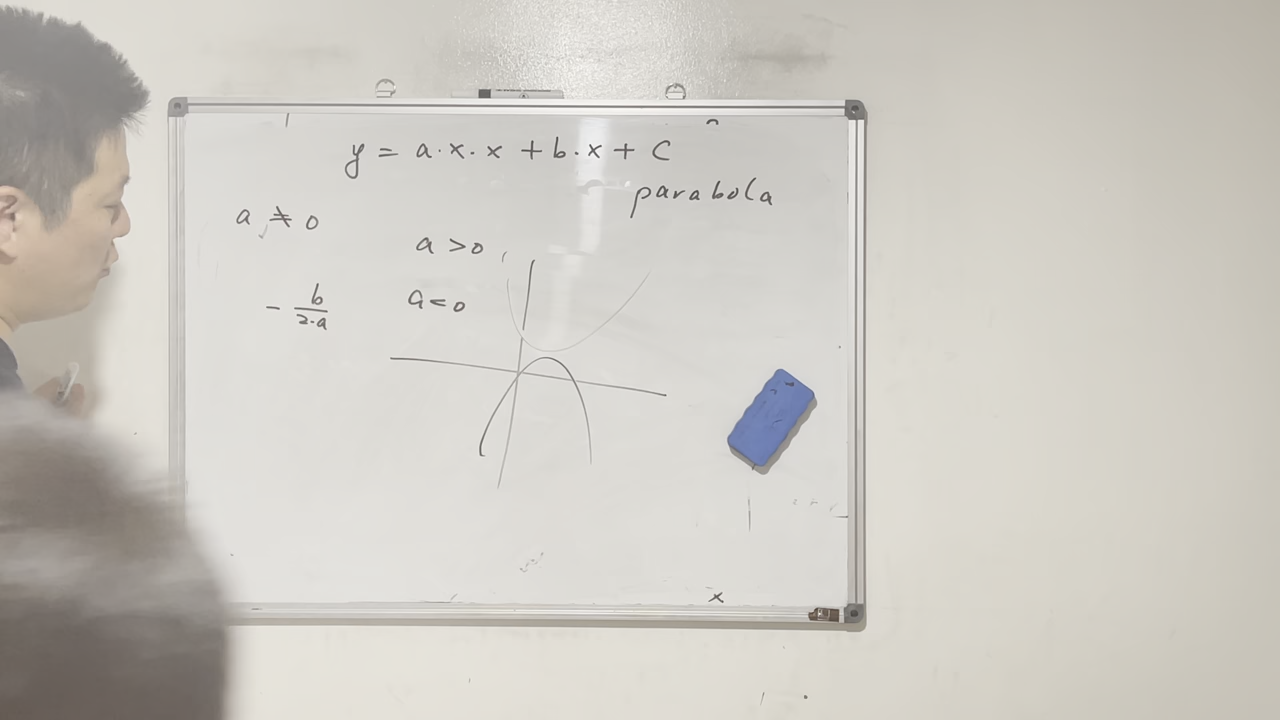 y = a·x·x + b·x + c
parabola
a ≠ 0
a > 0
a < 0
- b/2·a
x